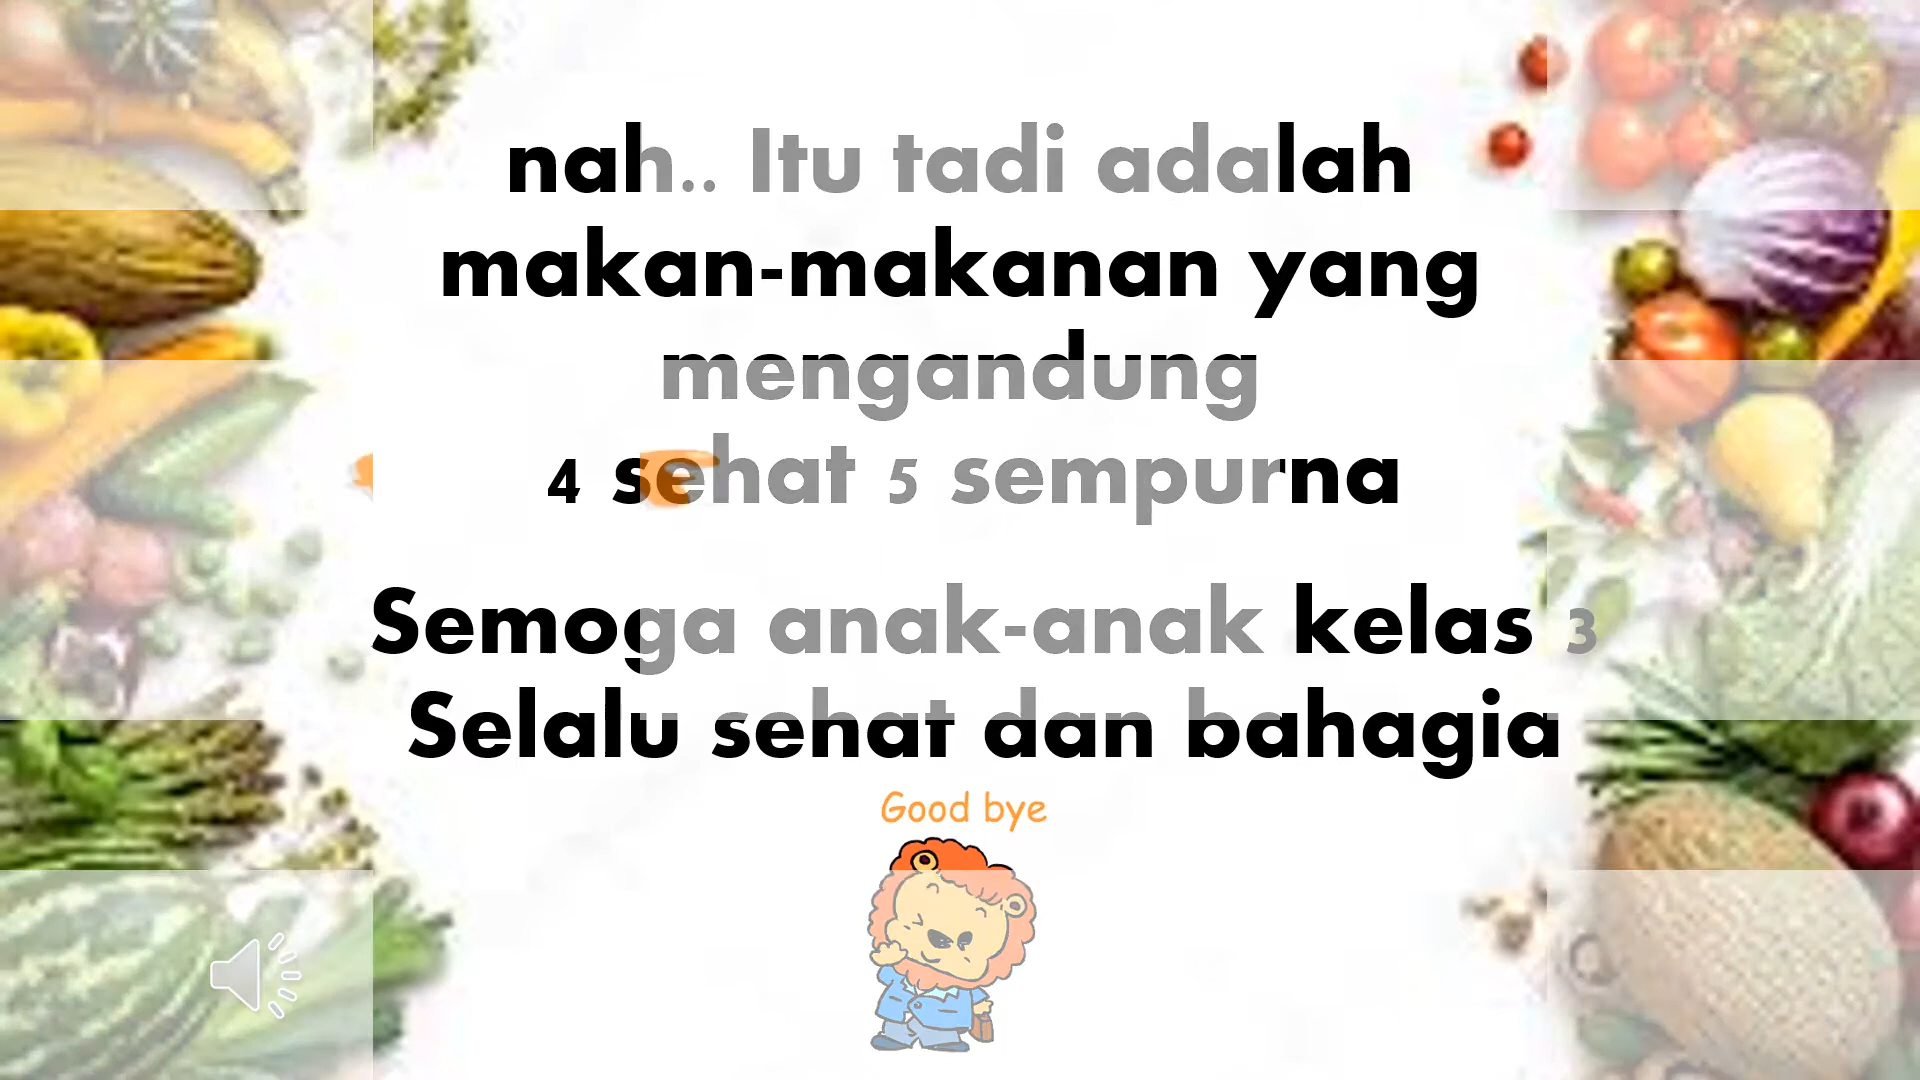 nah.. Itu tadi adalah
makan-makanan yang
mengandung
4 sehat 5 sempurna
Semoga anak-anak kelas 3
Selalu sehat dan bahagia
Good bye